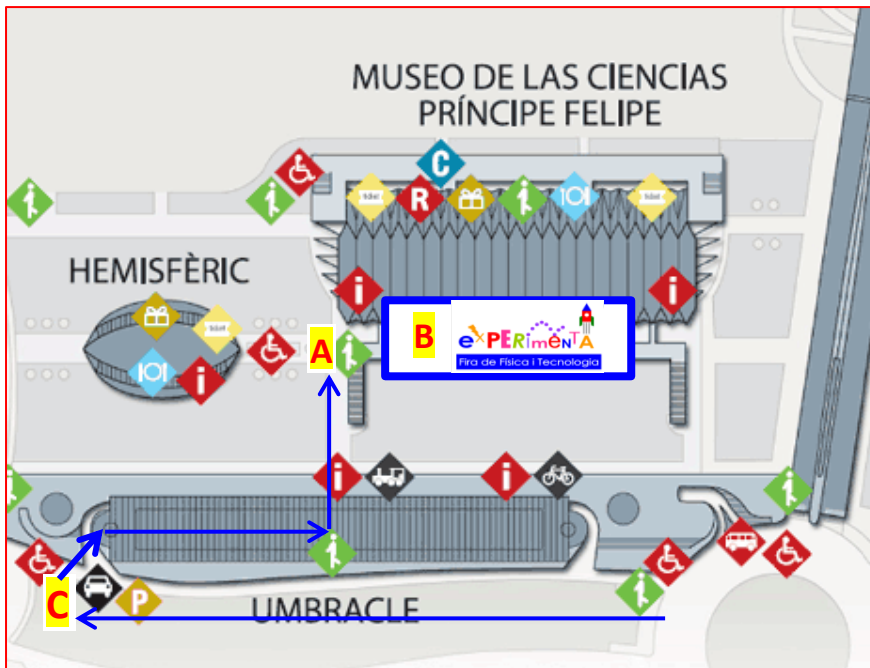 MUSEO DE LAS CIENCIAS
PRÍNCIPE FELIPE
C
R
HEMISFÈRIC
i
i
A
B
eXPERimENTA
Fira de Física i Tecnologia
i
i
i
C
P
UMBRACLE